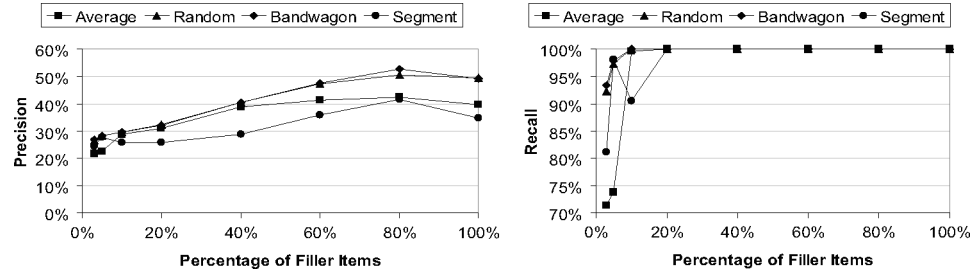 Average Random Bandwagon Segment
60%
50%
40%
30%
20%
10%
0%
Precision
0% 20% 40% 60% 80% 100%
Percentage of Filler Items
Average Random Bandwagon Segment
100%
95%
90%
85%
80%
75%
70%
Recall
0% 20% 40% 60% 80% 100%
Percentage of Filler Items